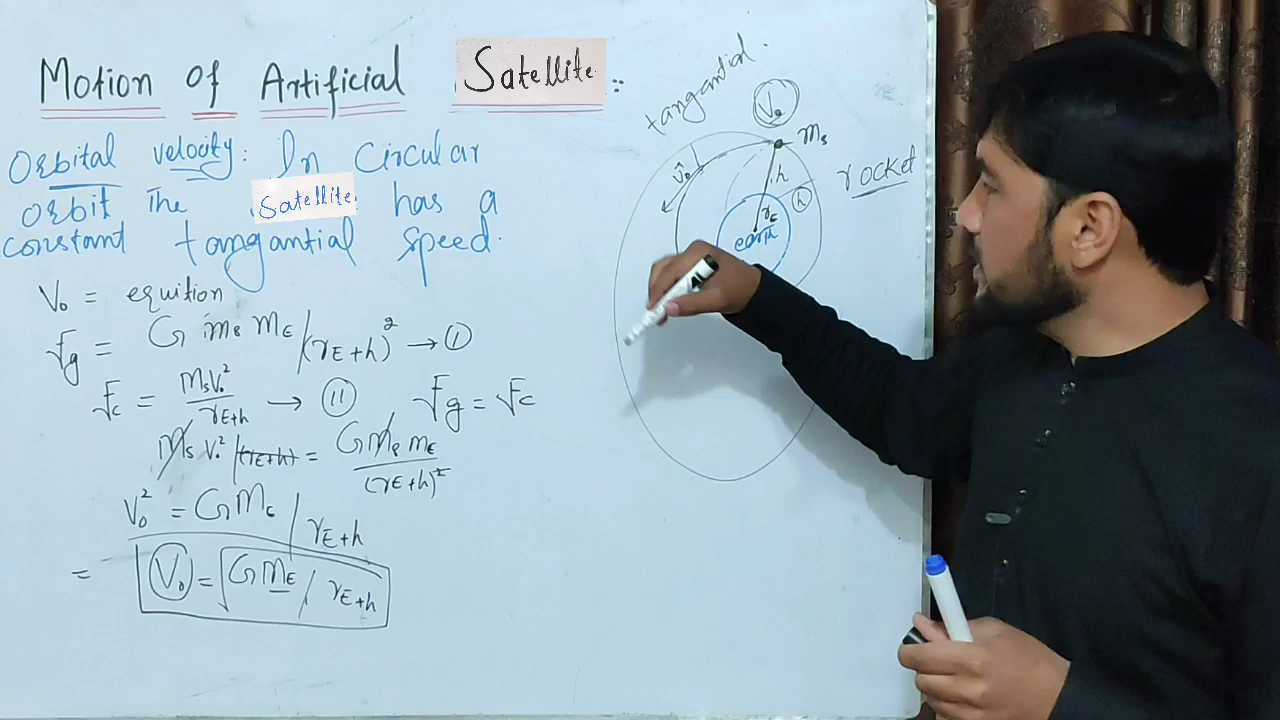 Motion of Artificial Satellite :
Orbital velocity: In Circular
orbit the Satellite has a
constant tangantial speed.
V₀ = equition
Fg = G ms mE/(rE+h)² → (I)
Fc = msV₀²/rE+h → (II) Fg = Fc
ms V₀²/(rE+h) = G ms mE/(rE+h)²
V₀² = G ME / rE+h
= V₀ = √G mE / rE+h
tangantial.
V₀
ms
rocket
V₀
h
h
rE
earth